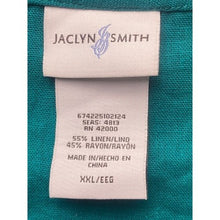 JACLYN SMITH
674225102124
SEAS: 4813
RN 42000
55% LINEN/LINO
45% RAYON/RAYÓN
MADE IN/HECHO EN
CHINA
XXL/EEG